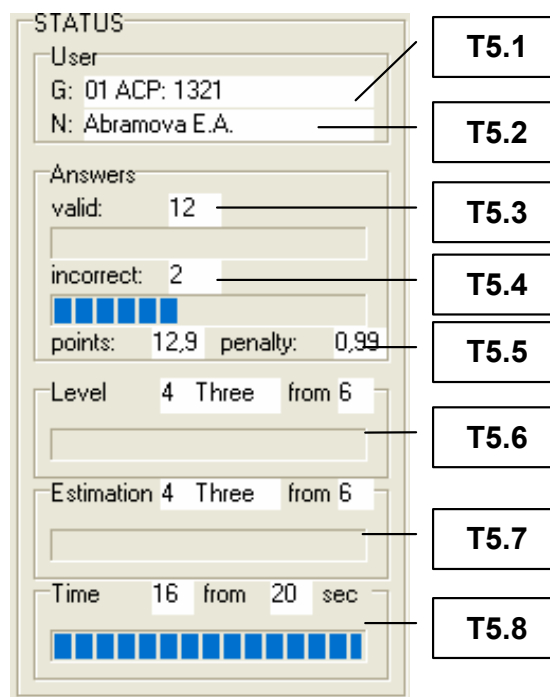 STATUS
User
G: 01 ACP: 1321
N: Abramova E.A.
Answers
valid: 12
incorrect: 2
points: 12,9 penalty: 0,99
Level 4 Three from 6
Estimation 4 Three from 6
Time 16 from 20 sec
T5.1
T5.2
T5.3
T5.4
T5.5
T5.6
T5.7
T5.8